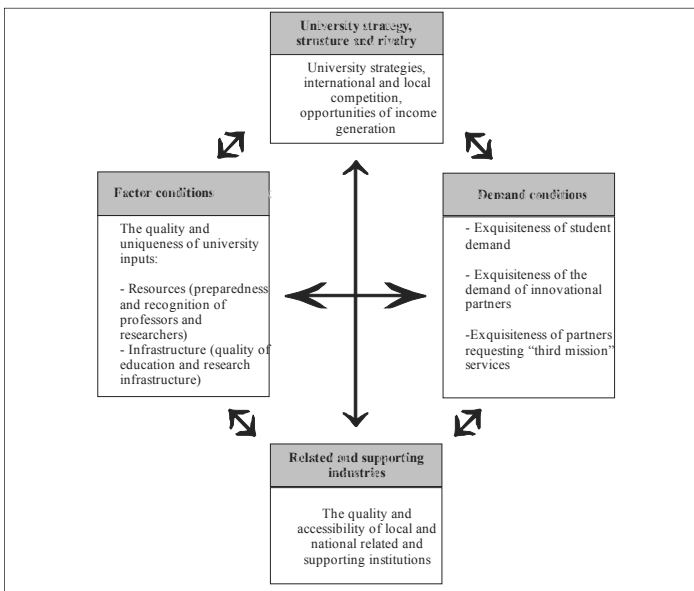 University strategy,
structure and rivalry
University strategies,
international and local
competition,
opportunities of income
generation
Factor conditions
The quality and
uniqueness of university
inputs:
- Resources (preparedness
and recognition of
professors and
researchers)
- Infrastructure (quality of
education and research
infrastructure)
Demand conditions
- Exquisiteness of student
demand
- Exquisiteness of the
demand of innovational
partners
-Exquisiteness of partners
requesting “third mission”
services
Related and supporting
industries
The quality and
accessibility of local and
national related and
supporting institutions